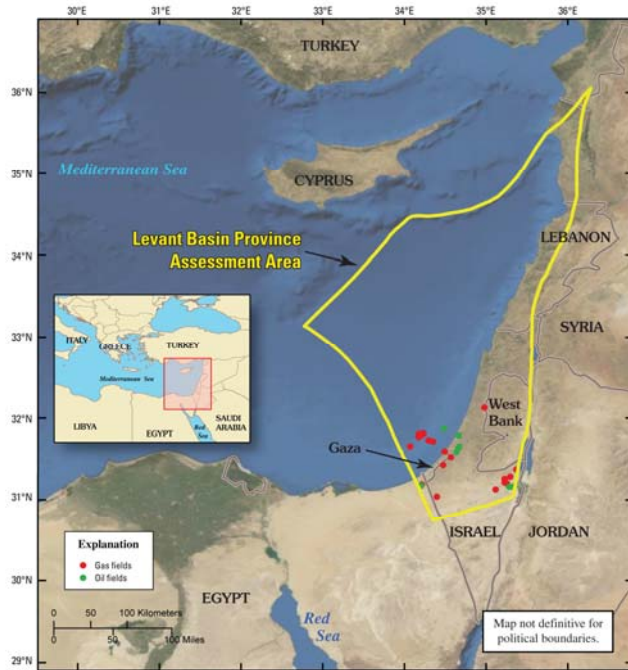 30°E
31°E
32°E
33°E
34°E
35°E
36°E
TURKEY
36°N
35°N
Mediterranean Sea
CYPRUS
34°N
Levant Basin Province
Assessment Area
LEBANON
SYRIA
33°N
ITALY
GREECE
TURKEY
Mediterranean Sea
LIBYA
EGYPT
Red
Sea
SAUDI
ARABIA
32°N
West
Bank
Gaza
31°N
ISRAEL
JORDAN
Explanation
Gas fields
Oil fields
30°N
0 50 100 Kilometers
0 50 100 Miles
EGYPT
Red
Sea
Map not definitive for
political boundaries.
29°N